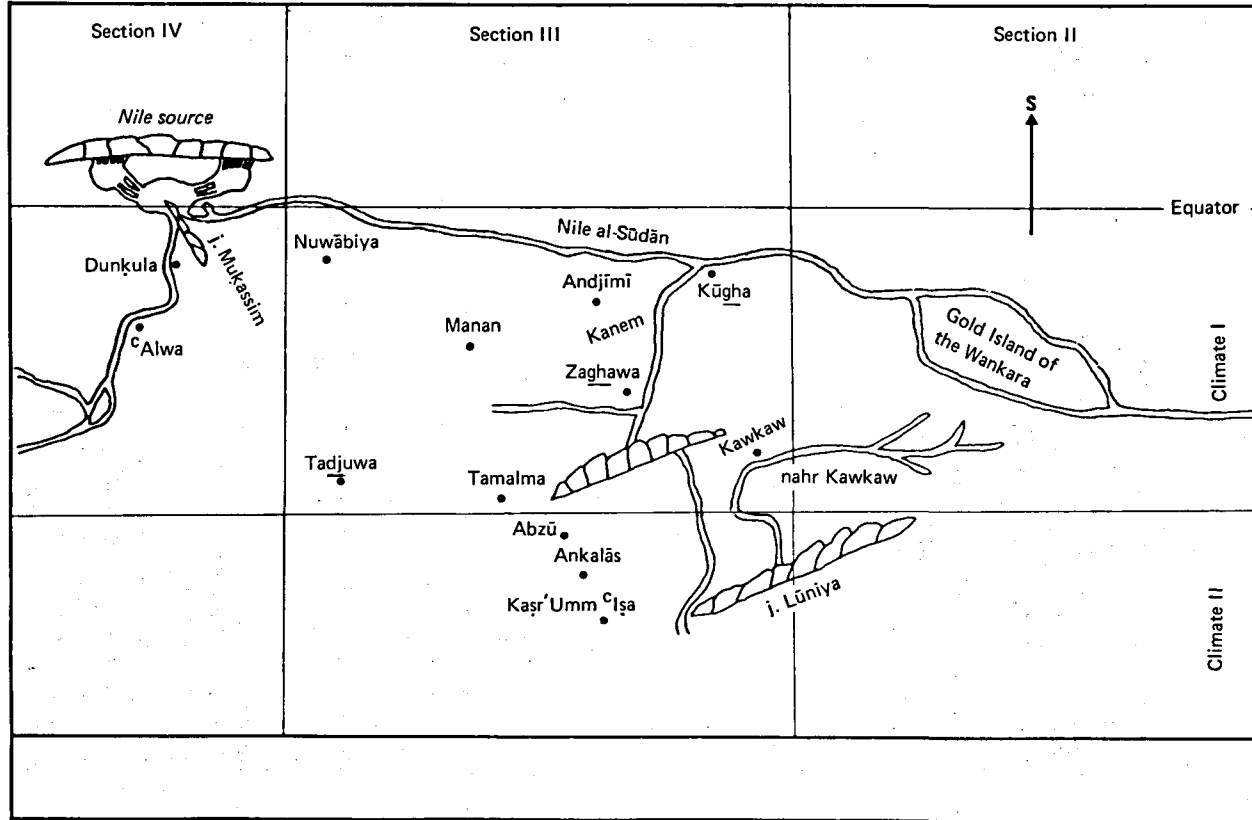 Section IV
Section III
Section II
Nile source
S
Equator
Nile al-Sūdān
j. Muḳassim
Nuwābiya
Dunḳula
Kūgha
Andjīmī
Gold Island of
the Wankara
Kanem
Manan
ᶜAlwa
Climate I
Zaghawa
Kawkaw
nahr Kawkaw
Tadjuwa
Tamalma
Abzū
Ankalās
Kaṣr'Umm ᶜIṣa
j. Lūniya
Climate II